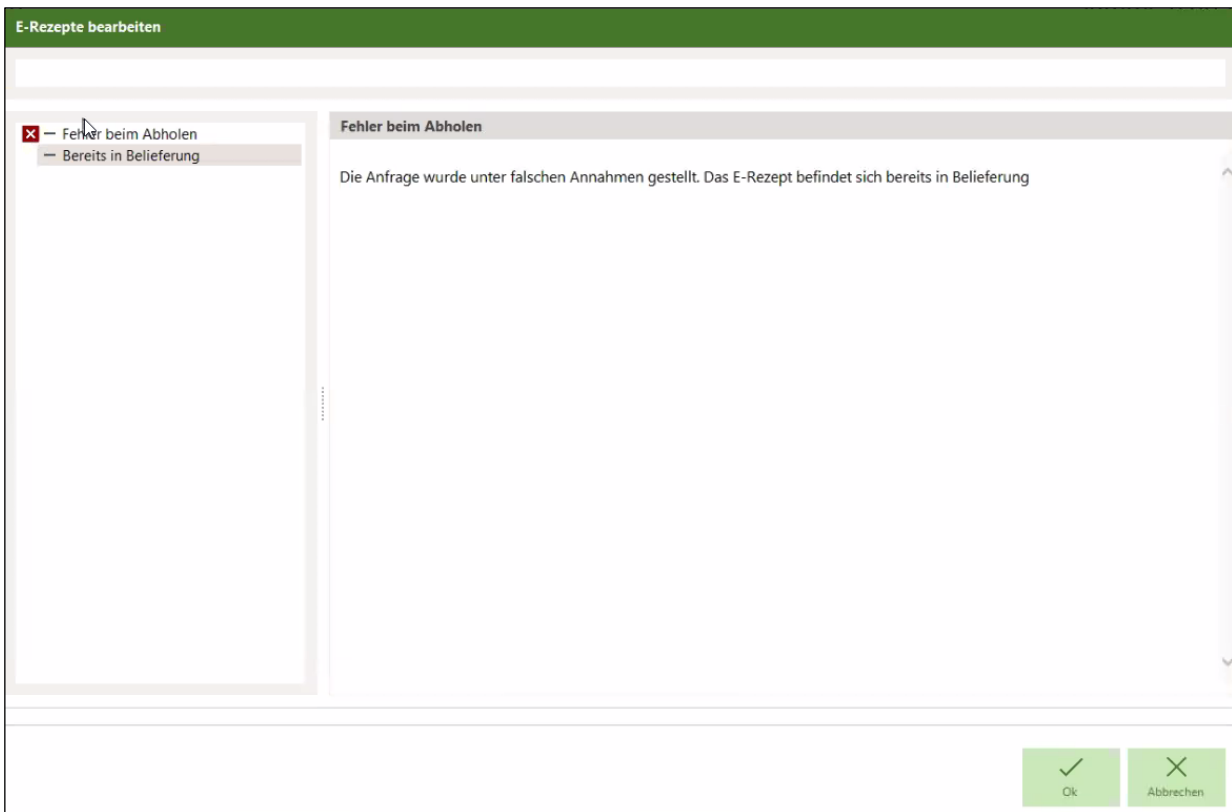 E-Rezepte bearbeiten
Fehler beim Abholen
Bereits in Belieferung
Fehler beim Abholen
Die Anfrage wurde unter falschen Annahmen gestellt. Das E-Rezept befindet sich bereits in Belieferung
Ok
Abbrechen